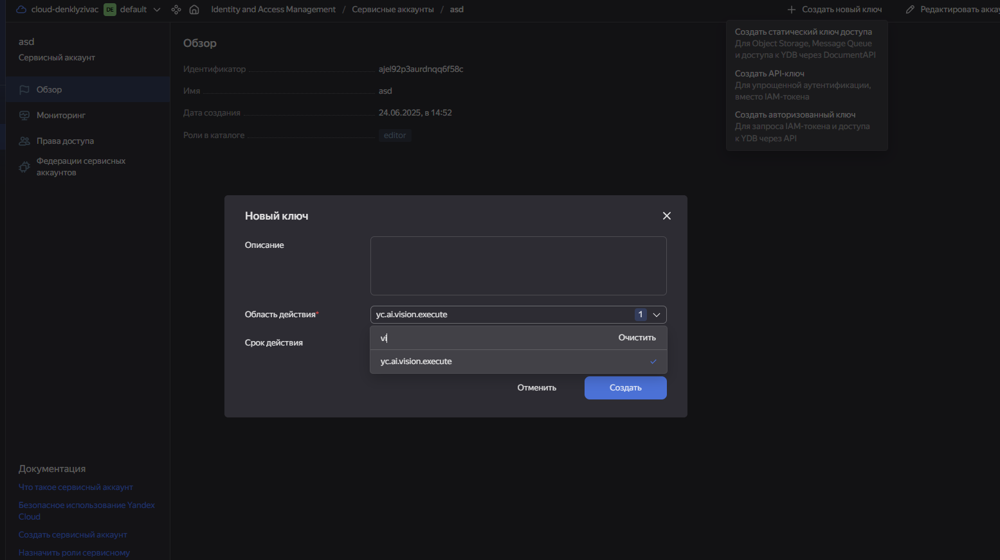 cloud-denklyzivac DE default Identity and Access Management / Сервисные аккаунты / asd Создать новый ключ Редактировать акка
asd
Сервисный аккаунт
Обзор
Мониторинг
Права доступа
Федерации сервисных
аккаунтов
Обзор
Идентификатор ajel92p3aurdnqq6f58c
Имя asd
Дата создания 24.06.2025, в 14:52
Роли в каталоге editor
Создать статический ключ доступа
Для Object Storage, Message Queue
и доступа к YDB через DocumentAPI
Создать API-ключ
Для упрощенной аутентификации,
вместо IAM-токена
Создать авторизованный ключ
Для запроса IAM-токена и доступа
к YDB через API
Новый ключ
Описание
Область действия* yc.ai.vision.execute 1
vi Очистить
Срок действия
yc.ai.vision.execute
Отменить Создать
Документация
Что такое сервисный аккаунт
Безопасное использование Yandex
Cloud
Создать сервисный аккаунт
Назначить роли сервисному